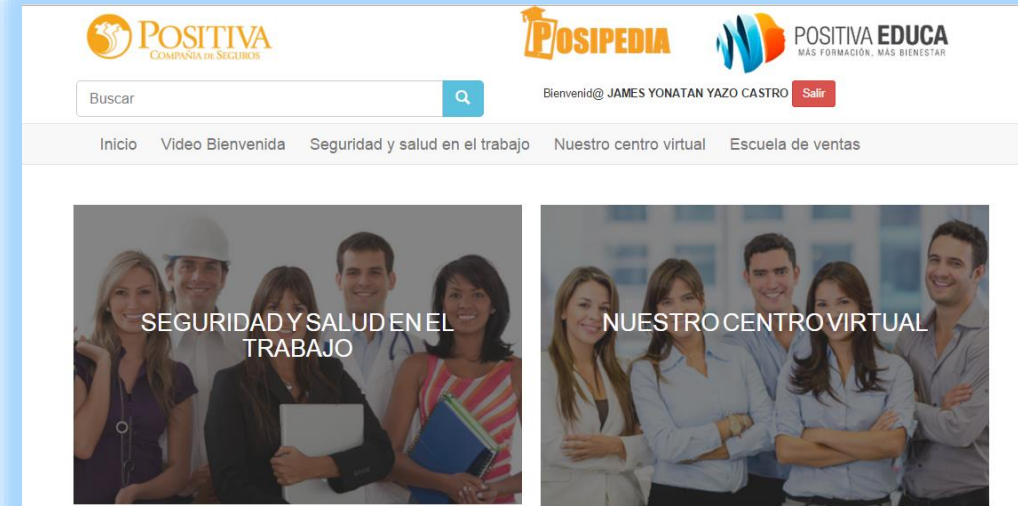 POSITIVA
COMPAÑIA DE SEGUROS
POSIPEDIA
POSITIVA EDUCA
MÁS FORMACIÓN, MÁS BIENESTAR
Buscar
Bienvenid@ JAMES YONATAN YAZO CASTRO Salir
Inicio Video Bienvenida Seguridad y salud en el trabajo Nuestro centro virtual Escuela de ventas
SEGURIDAD Y SALUD EN EL
TRABAJO
NUESTRO CENTRO VIRTUAL